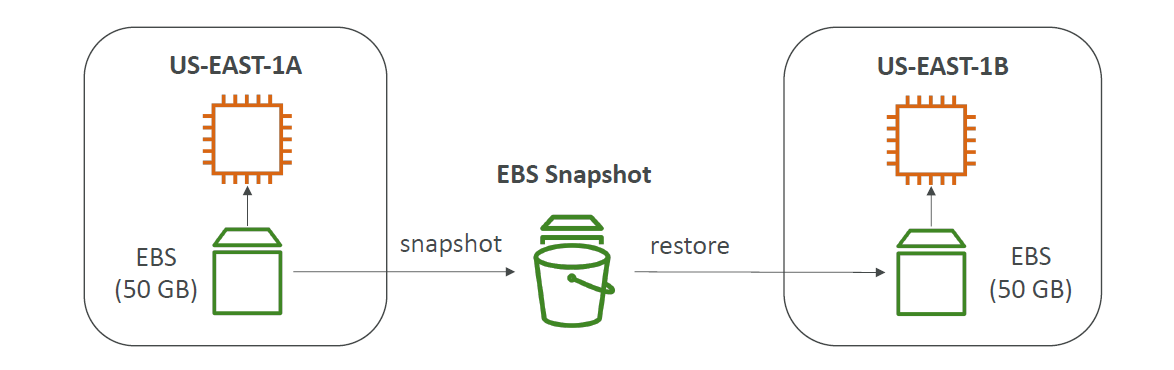 US-EAST-1A
US-EAST-1B
EBS Snapshot
snapshot
restore
EBS
(50 GB)
EBS
(50 GB)